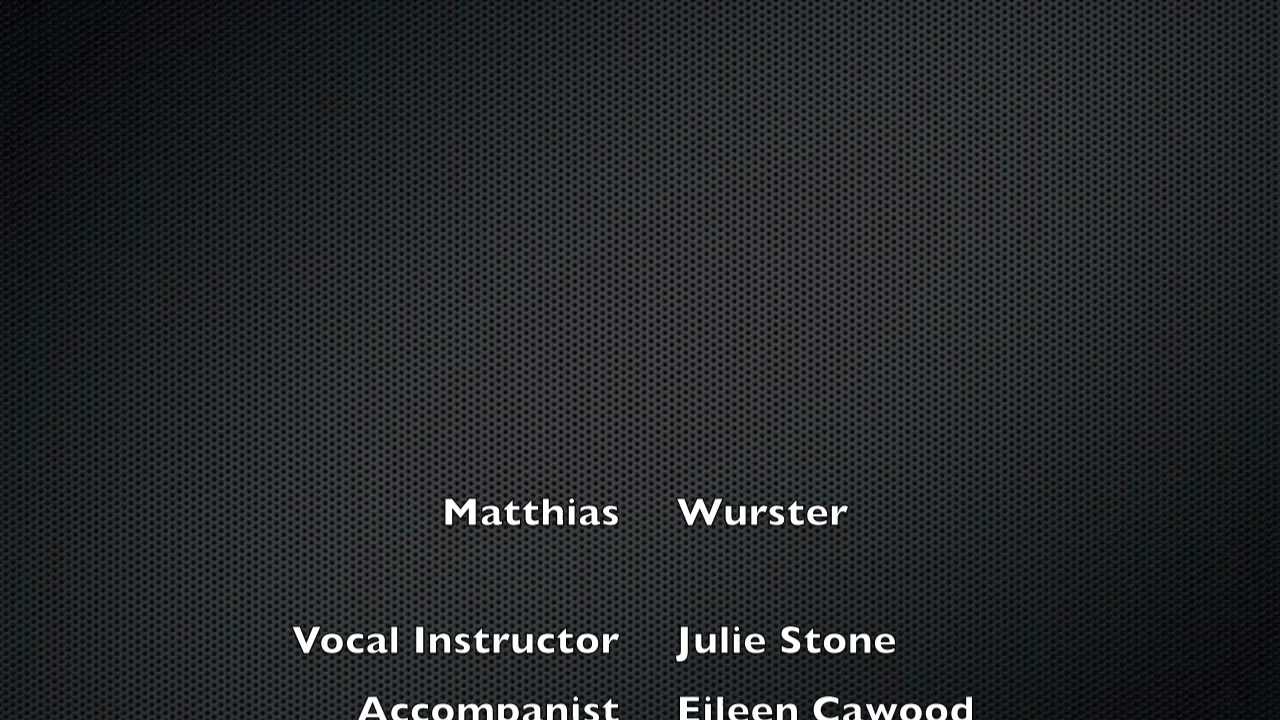 Matthias Wurster
Vocal Instructor Julie Stone
Accompanist Eileen Cawood